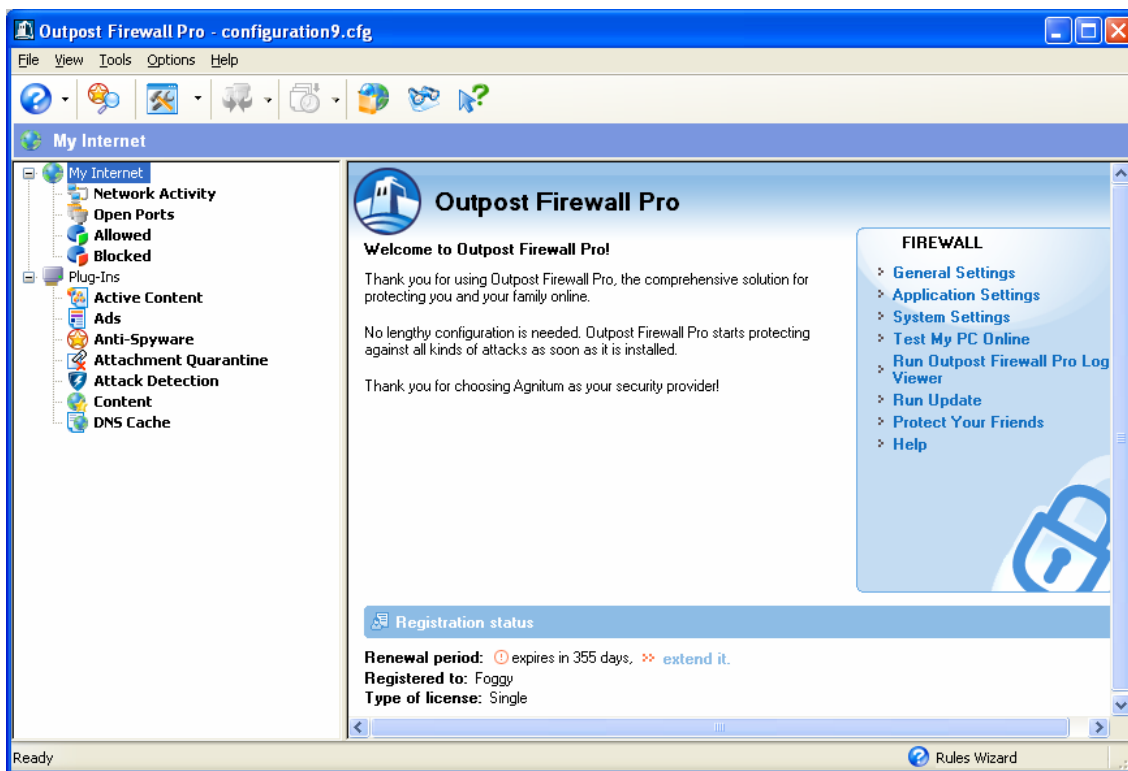 Outpost Firewall Pro - configuration9.cfg
File View Tools Options Help
My Internet
My Internet
Network Activity
Open Ports
Allowed
Blocked
Plug-Ins
Active Content
Ads
Anti-Spyware
Attachment Quarantine
Attack Detection
Content
DNS Cache
Outpost Firewall Pro
Welcome to Outpost Firewall Pro!
Thank you for using Outpost Firewall Pro, the comprehensive solution for
protecting you and your family online.
No lengthy configuration is needed. Outpost Firewall Pro starts protecting
against all kinds of attacks as soon as it is installed.
Thank you for choosing Agnitum as your security provider!
FIREWALL
General Settings
Application Settings
System Settings
Test My PC Online
Run Outpost Firewall Pro Log
Viewer
Run Update
Protect Your Friends
Help
Registration status
Renewal period: expires in 355 days, extend it.
Registered to: Foggy
Type of license: Single
Ready
Rules Wizard